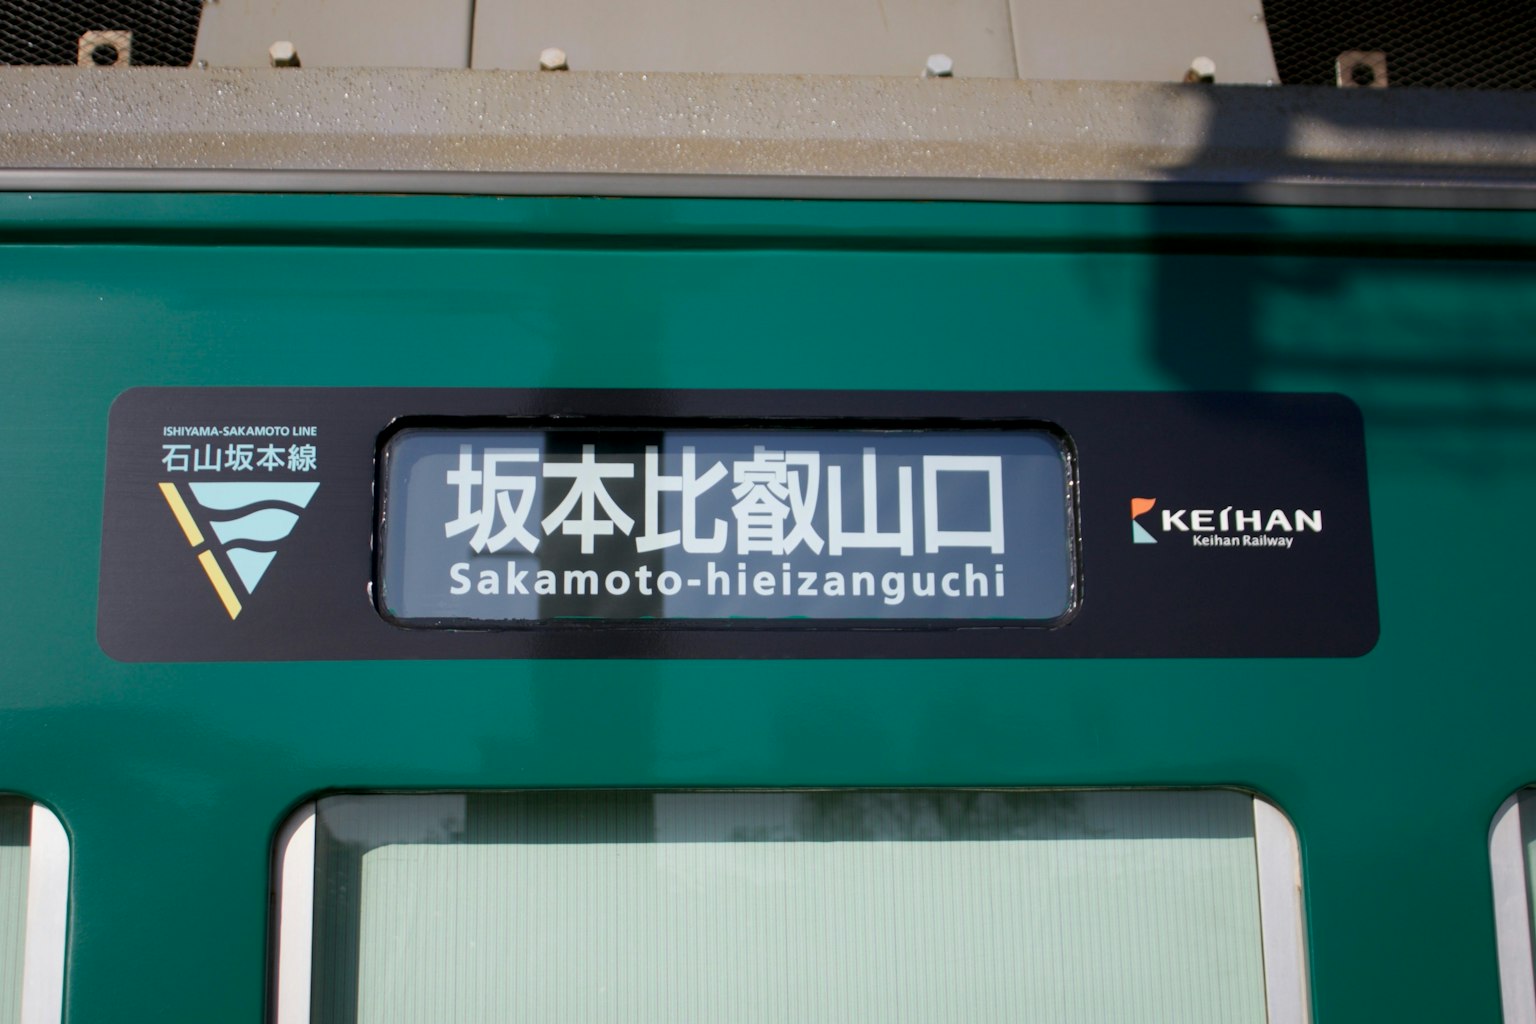 ISHIYAMA-SAKAMOTO LINE
石山坂本線
坂本比叡山口
Sakamoto-hieizanguchi
KEIHAN
Keihan Railway